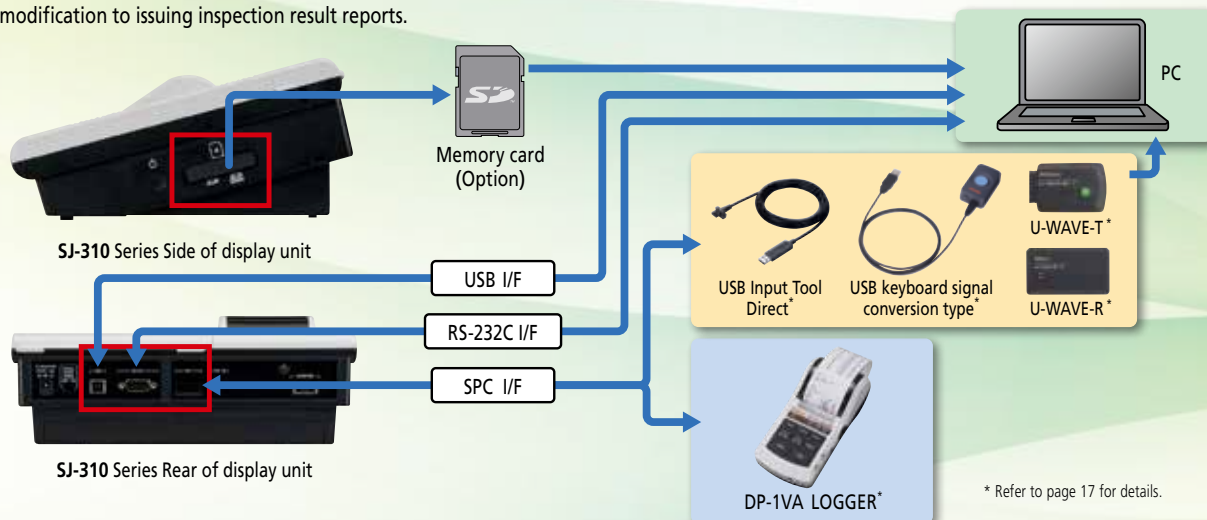 modification to issuing inspection result reports.
PC
SD
Memory card
(Option)
SJ-310 Series Side of display unit
U-WAVE-T*
USB I/F
USB Input Tool
Direct*
USB keyboard signal
conversion type*
U-WAVE-R*
RS-232C I/F
SPC I/F
SJ-310 Series Rear of display unit
DP-1VA LOGGER*
* Refer to page 17 for details.